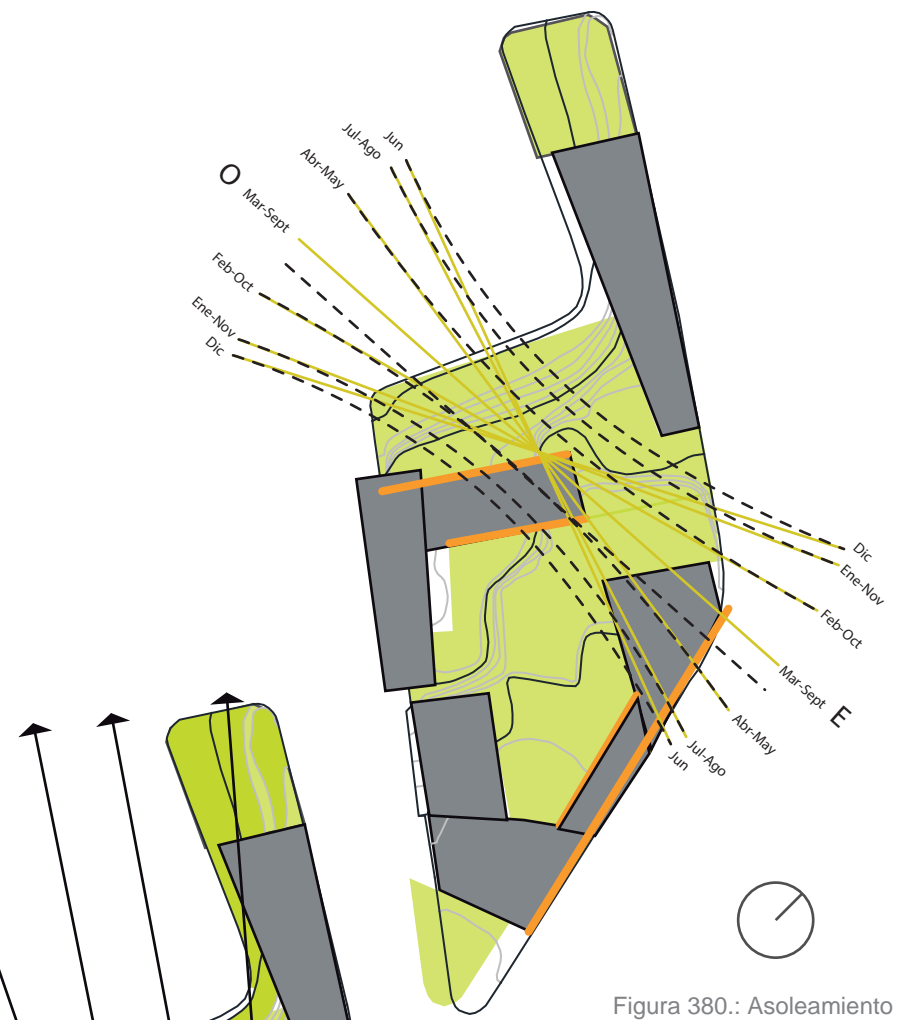 Jun
Jul-Ago
Abr-May
O
Mar-Sept
Feb-Oct
Ene-Nov
Dic
Dic
Ene-Nov
Feb-Oct
Mar-Sept
E
Abr-May
Jul-Ago
Jun
Figura 380.: Asoleamiento